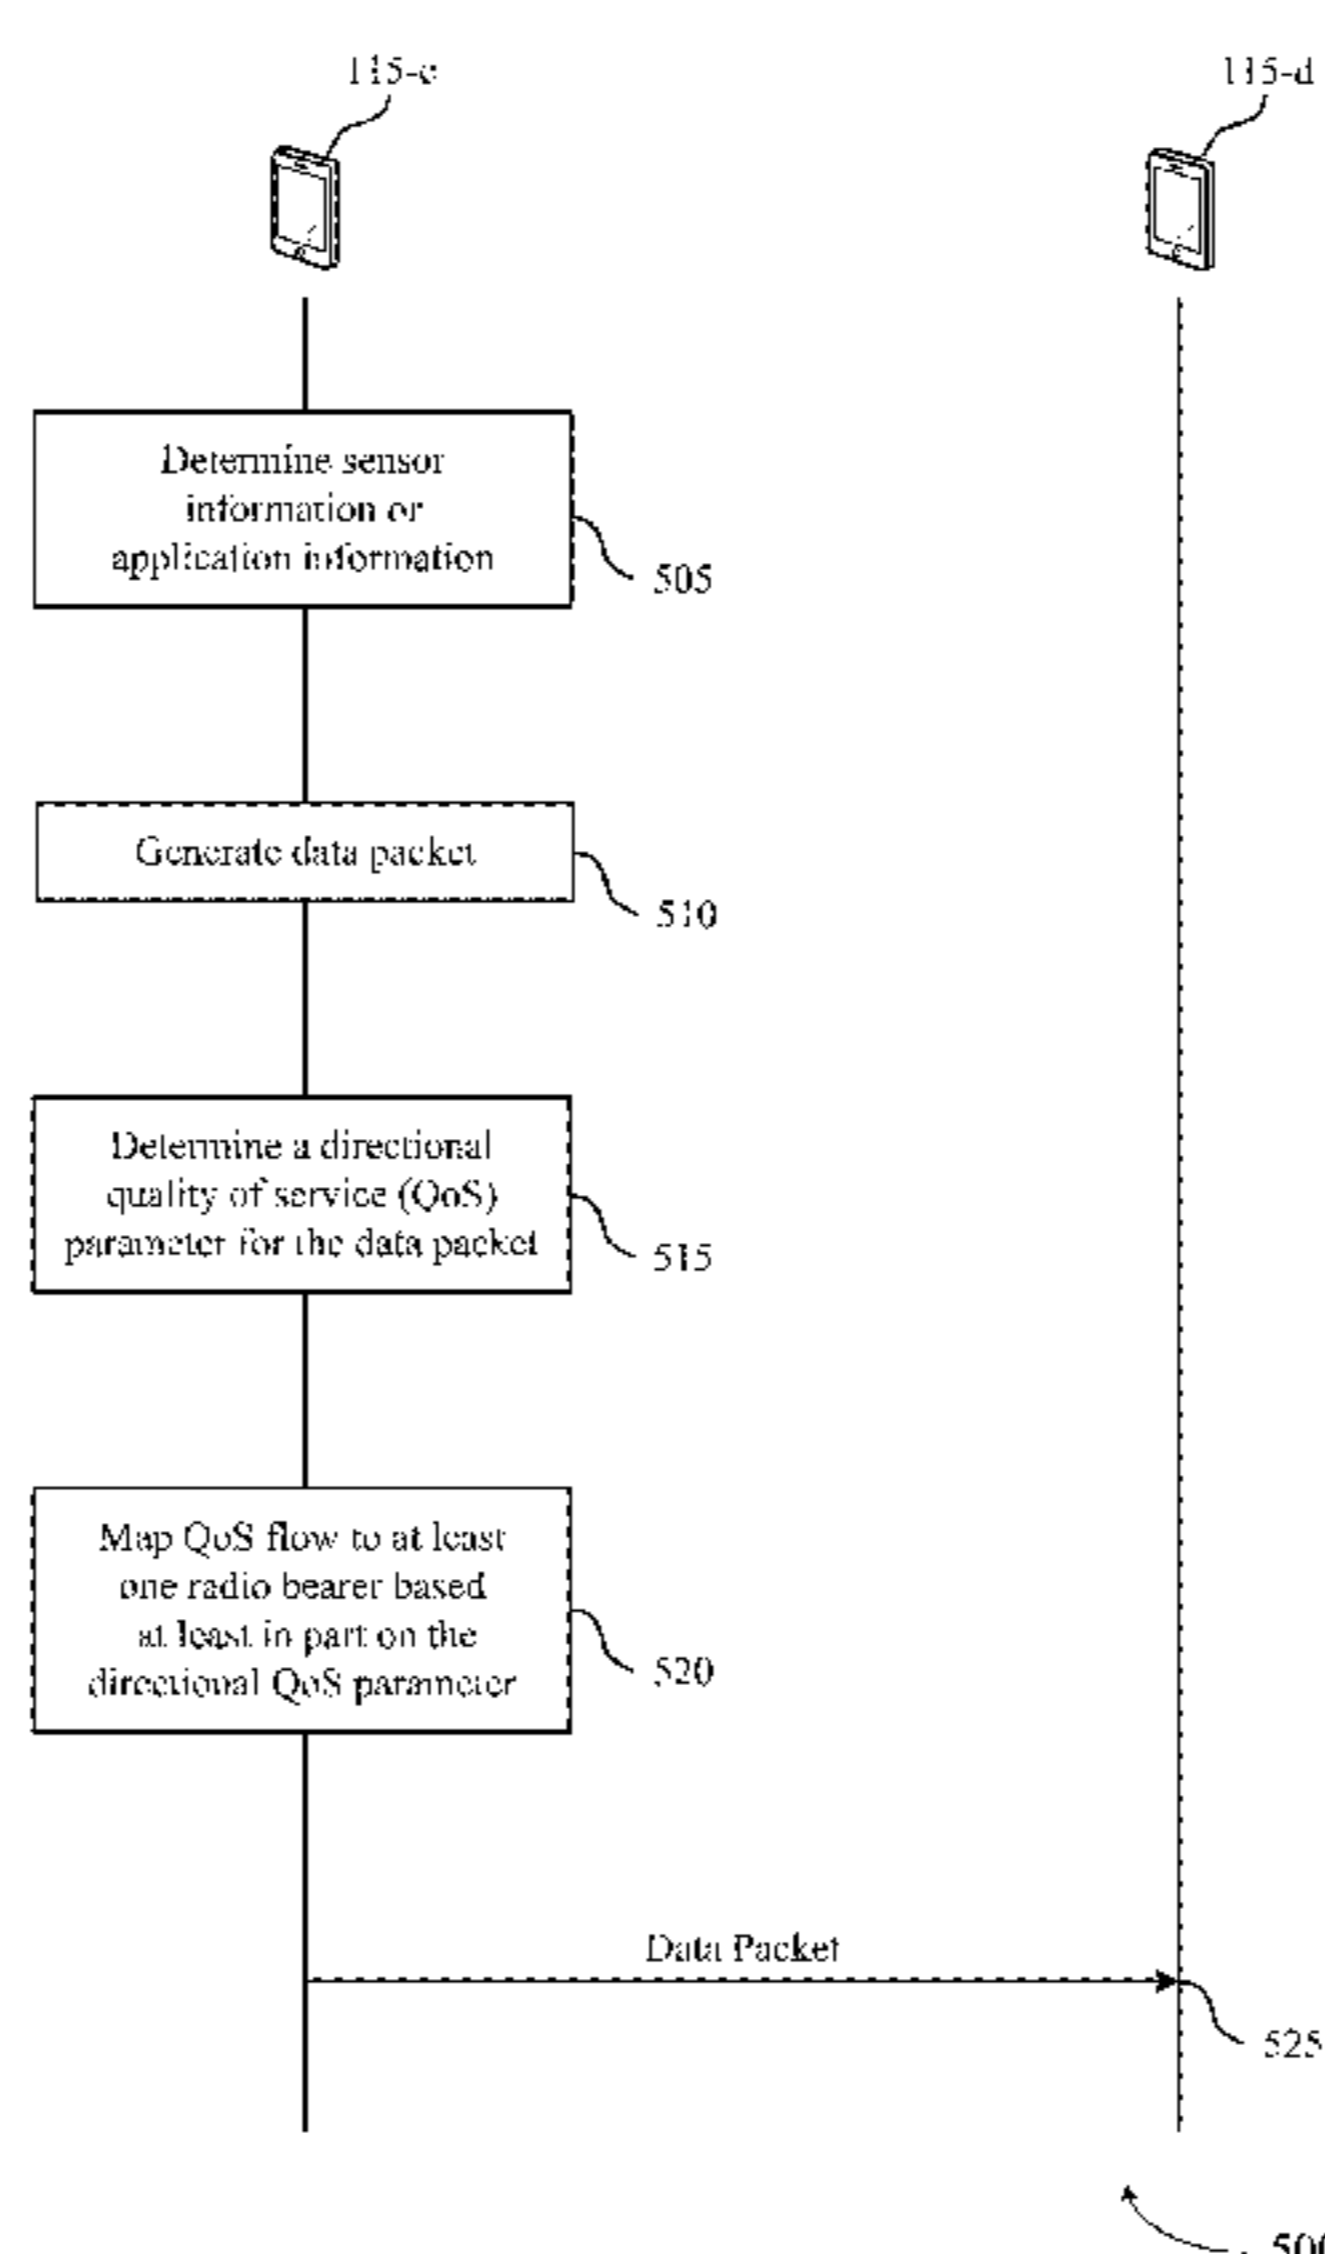 115-c
115-d
Determine sensor
information or
application information
505
Generate data packet
510
Determine a directional
quality of service (QoS)
parameter for the data packet
515
Map QoS flow to at least
one radio bearer based
at least in part on the
directional QoS parameter
520
Data Packet
525
500